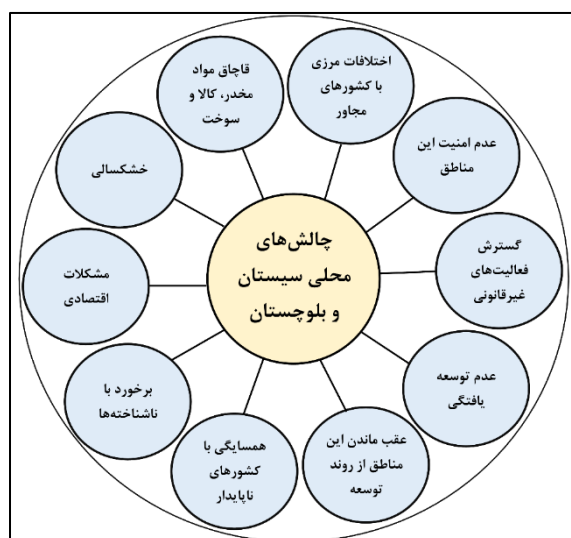 چالش‌های
محلی سیستان
و بلوچستان
اختلافات مرزی
با کشورهای
مجاور
عدم امنیت این
مناطق
گسترش
فعالیت‌های
غیرقانونی
عدم توسعه
یافتگی
عقب ماندن این
مناطق از روند
توسعه
همسایگی با
کشورهای
ناپایدار
برخورد با
ناشناخته‌ها
مشکلات
اقتصادی
خشکسالی
قاچاق مواد
مخدر، کالا و
سوخت